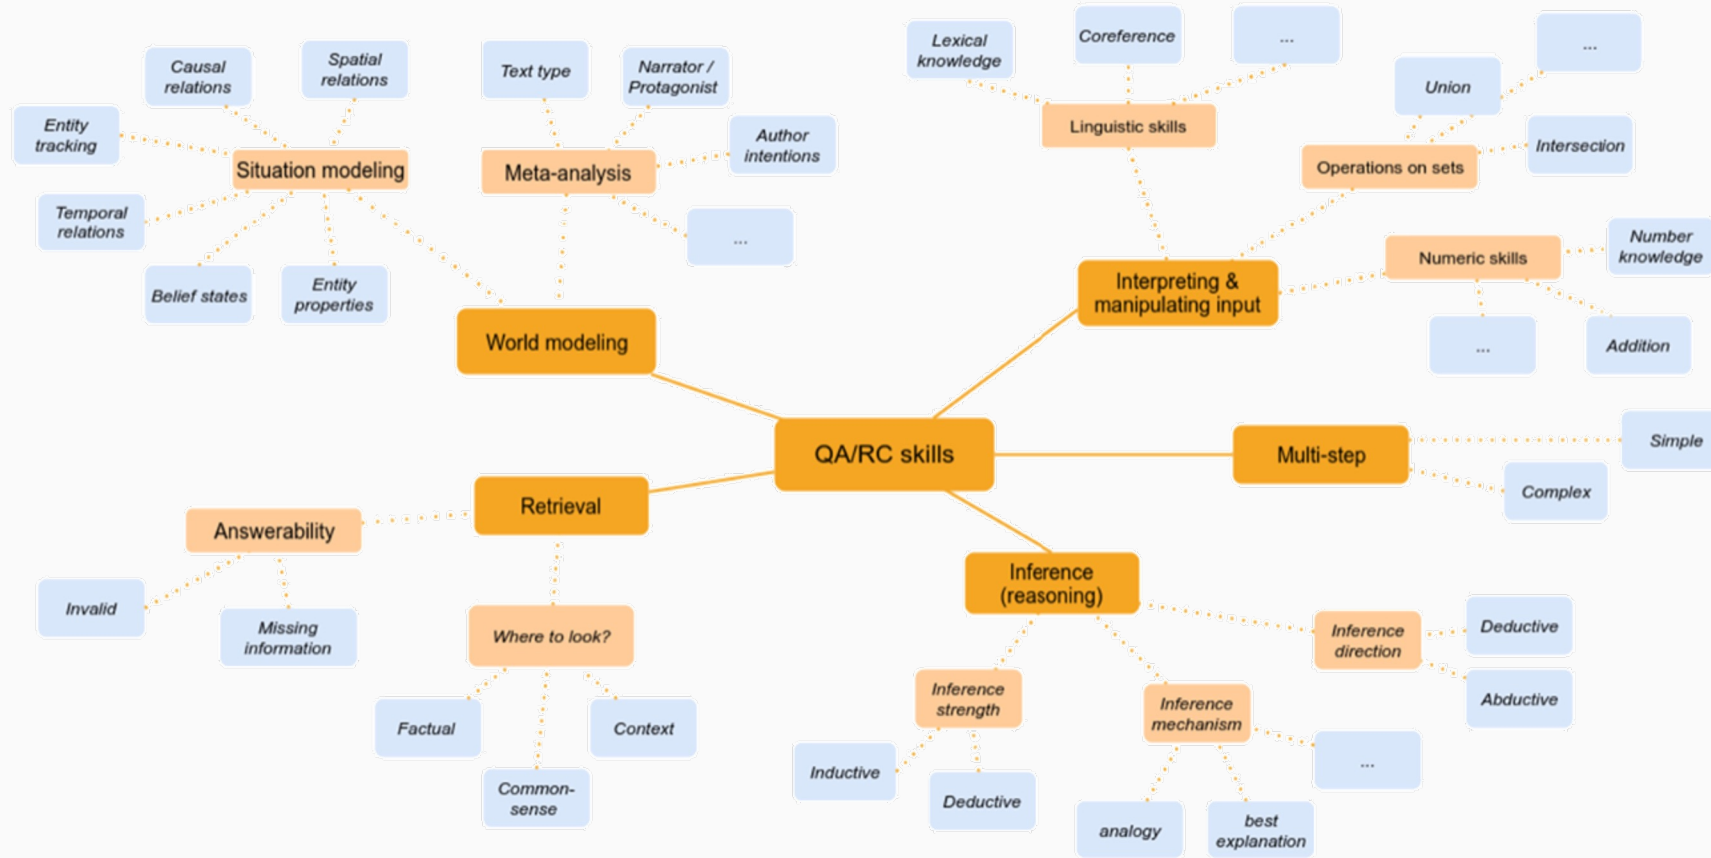 Causal
relations
Spatial
relations
Entity
tracking
Situation modeling
Temporal
relations
Belief states
Entity
properties
Text type
Narrator /
Protagonist
Author
intentions
Meta-analysis
...
World modeling
Lexical
knowledge
Coreference
...
Linguistic skills
Union
...
Intersection
Operations on sets
Numeric skills
Number
knowledge
...
Addition
Interpreting &
manipulating input
QA/RC skills
Multi-step
Simple
Complex
Retrieval
Answerability
Invalid
Missing
information
Where to look?
Factual
Common-
sense
Context
Inference
(reasoning)
Inference
strength
Inductive
Deductive
Inference
mechanism
analogy
best
explanation
...
Inference
direction
Deductive
Abductive